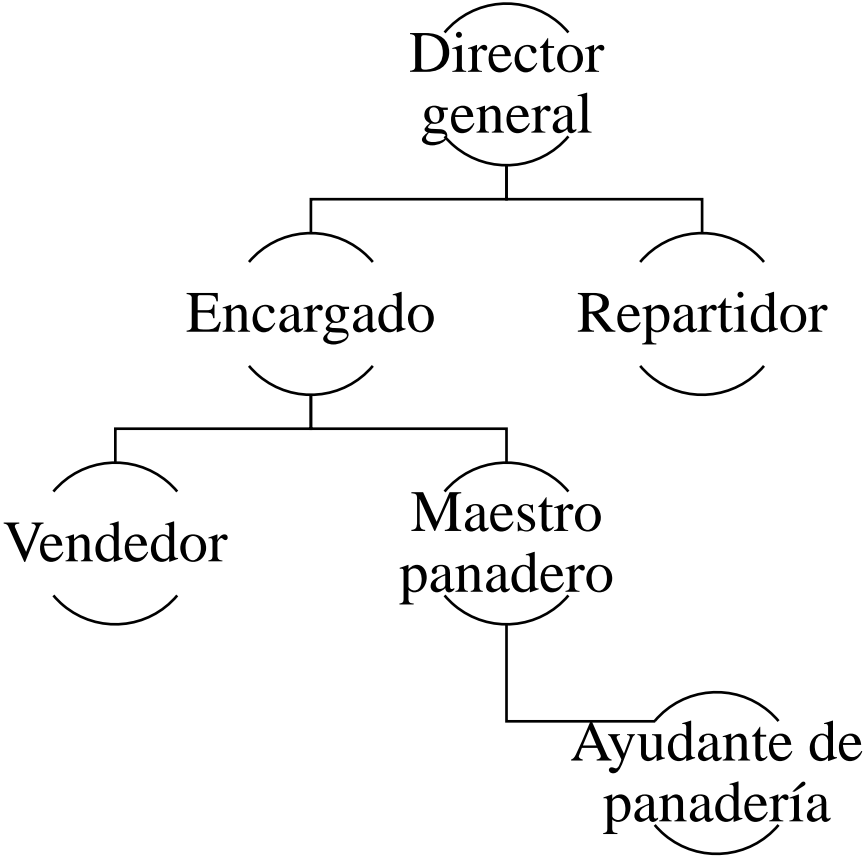 Director
general
Encargado
Repartidor
Vendedor
Maestro
panadero
Ayudante de
panadería